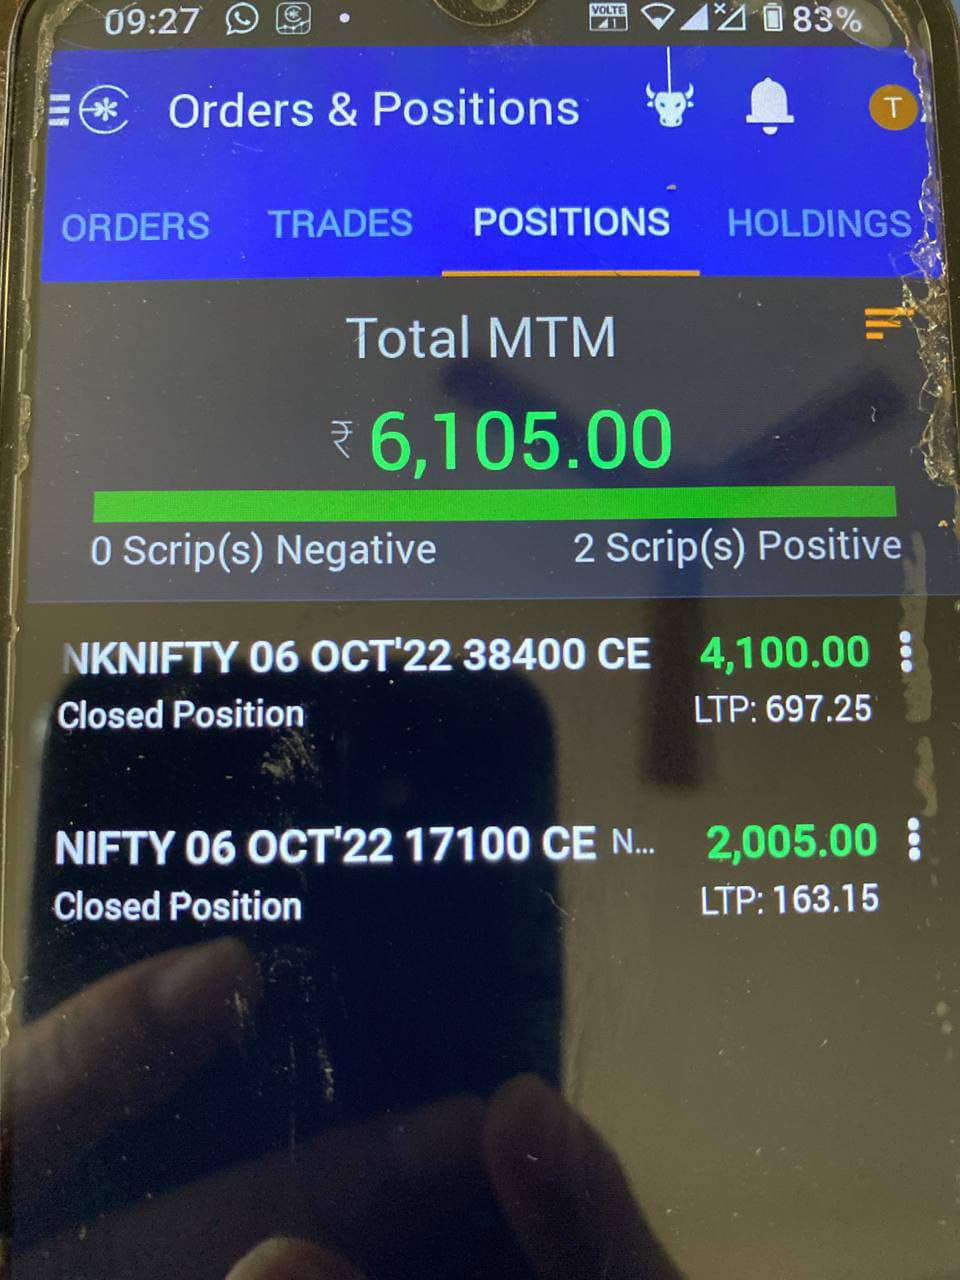 09:27 VOLTE 1 83%
Orders & Positions T
ORDERS TRADES POSITIONS HOLDINGS
Total MTM
₹ 6,105.00
0 Scrip(s) Negative 2 Scrip(s) Positive
NKNIFTY 06 OCT'22 38400 CE 4,100.00
Closed Position LTP: 697.25
NIFTY 06 OCT'22 17100 CE N... 2,005.00
Closed Position LTP: 163.15